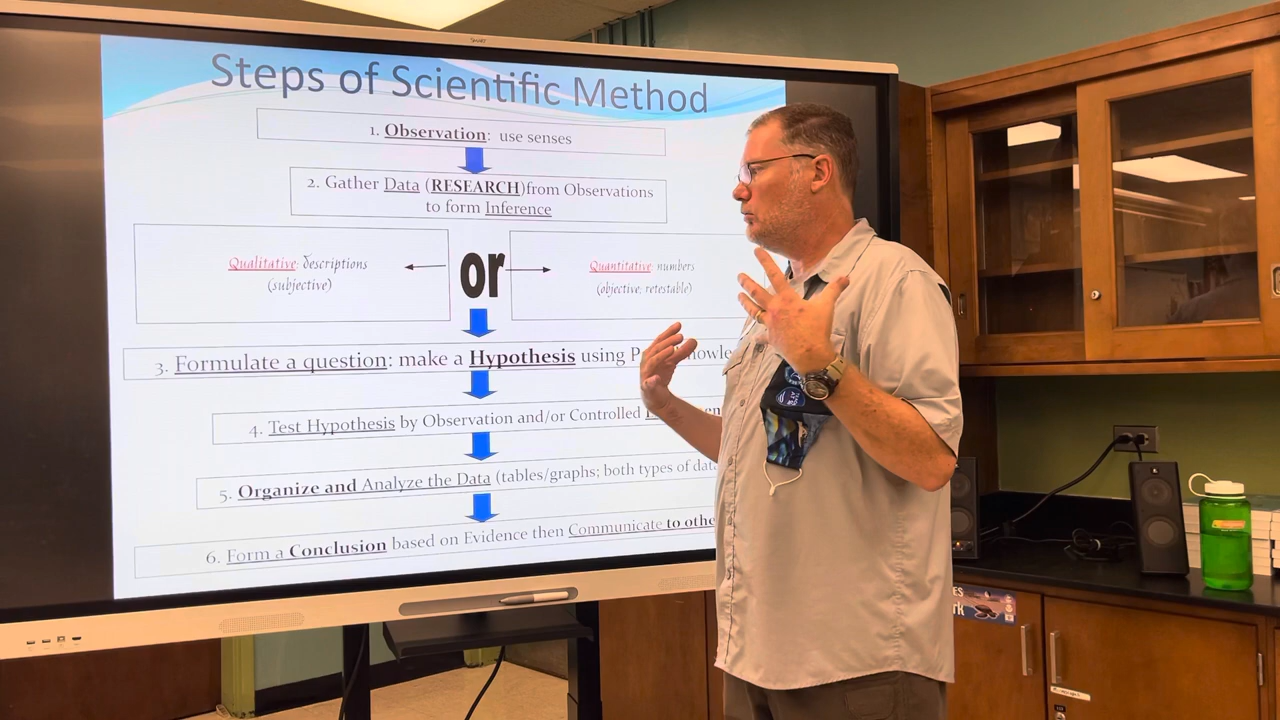 SMART
Steps of Scientific Method
1. Observation: use senses
2. Gather Data (RESEARCH)from Observations
to form Inference
Qualitative: descriptions
(subjective)
or
Quantitative: numbers
(objective; retestable)
3. Formulate a question: make a Hypothesis using
4. Test Hypothesis by Observation and/or Controlled
5. Organize and Analyze the Data (tables/graphs; both types of data
6. Form a Conclusion based on Evidence then Communicate to othe